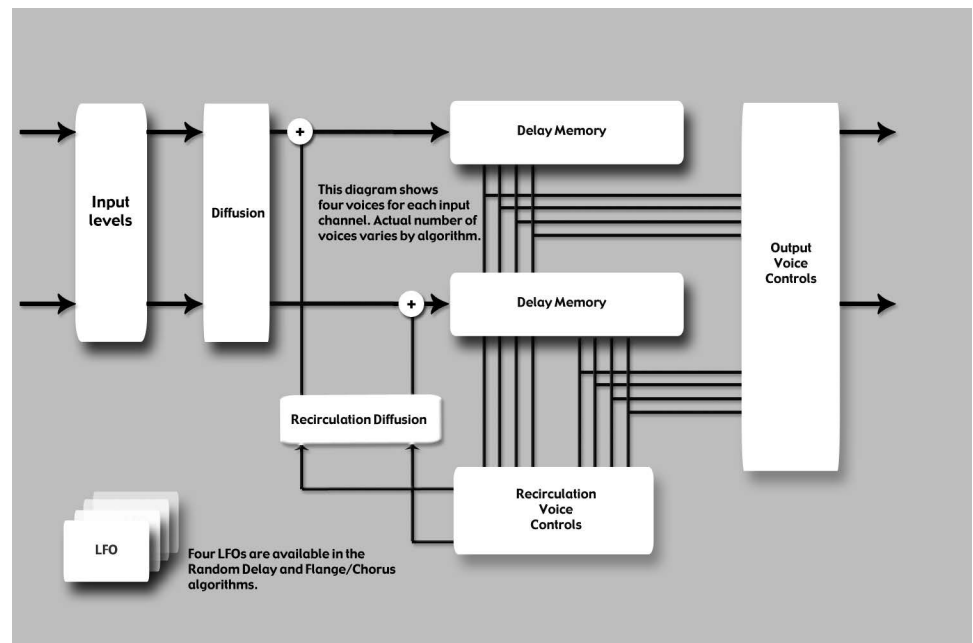 Input
levels
Diffusion
+
Delay Memory
This diagram shows
four voices for each input
channel. Actual number of
voices varies by algorithm.
+
Delay Memory
Output
Voice
Controls
Recirculation Diffusion
Recirculation
Voice
Controls
LFO
Four LFOs are available in the
Random Delay and Flange/Chorus
algorithms.